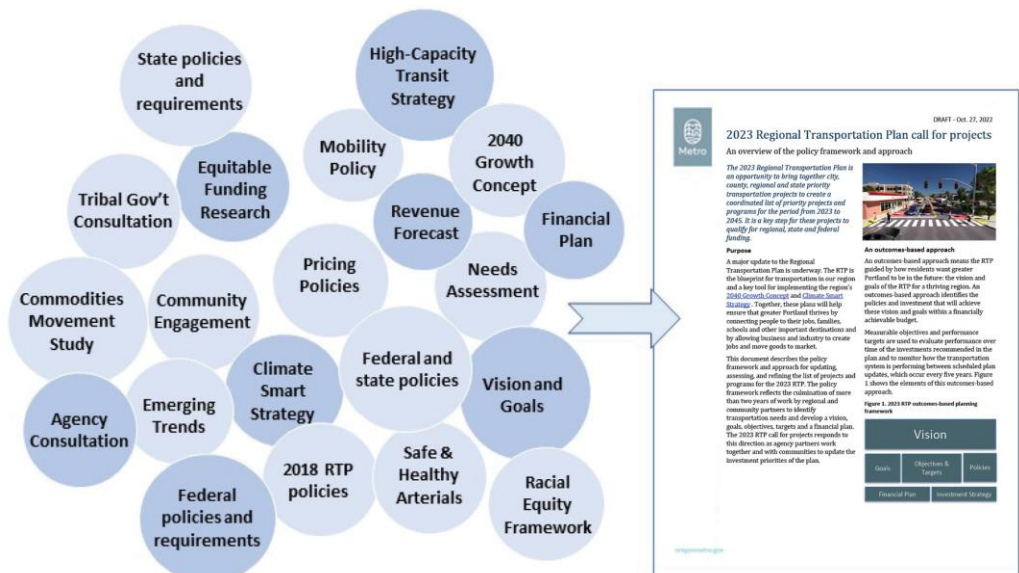 State policies
and
requirements
High-Capacity
Transit
Strategy
Mobility
Policy
2040
Growth
Concept
Equitable
Funding
Research
Tribal Gov't
Consultation
Revenue
Forecast
Financial
Plan
Pricing
Policies
Needs
Assessment
Commodities
Movement
Study
Community
Engagement
Federal and
state policies
Climate
Smart
Strategy
Vision and
Goals
Agency
Consultation
Emerging
Trends
2018 RTP
policies
Safe &
Healthy
Arterials
Racial
Equity
Framework
Federal
policies and
requirements
Metro
DRAFT - Oct. 27, 2022
2023 Regional Transportation Plan call for projects
An overview of the policy framework and approach
The 2023 Regional Transportation Plan is
an opportunity to bring together city,
county, regional and state priority
transportation projects to create a
coordinated list of priority projects and
programs for the period from 2023 to
2045. It is a key step for these projects to
qualify for regional, state and federal
funding.
Purpose
A major update to the Regional
Transportation Plan is underway. The RTP is
the blueprint for transportation in our region
and a key tool for implementing the region's
2040 Growth Concept and Climate Smart
Strategy . Together, these plans will help
ensure that greater Portland thrives by
connecting people to their jobs, families,
schools and other important destinations and
by allowing business and industry to create
jobs and move goods to market.
This document describes the policy
framework and approach for updating,
assessing, and refining the list of projects and
programs for the 2023 RTP. The policy
framework reflects the culmination of more
than two years of work by regional and
community partners to identify
transportation needs and develop a vision,
goals, objectives, targets and a financial plan.
The 2023 RTP call for projects responds to
this direction as agency partners work
together and with communities to update the
investment priorities of the plan.
An outcomes-based approach
An outcomes-based approach means the RTP
guided by how residents want greater
Portland to be in the future: the vision and
goals of the RTP for a thriving region. An
outcomes-based approach identifies the
policies and investment that will achieve
these vision and goals within a financially
achievable budget.
Measurable objectives and performance
targets are used to evaluate performance over
time of the investments recommended in the
plan and to monitor how the transportation
system is performing between scheduled plan
updates, which occur every five years. Figure
1 shows the elements of this outcomes-based
approach.
Figure 1. 2023 RTP outcomes-based planning
framework
Vision
Goals
Objectives &
Targets
Policies
Financial Plan
Investment Strategy
oregonmetro.gov